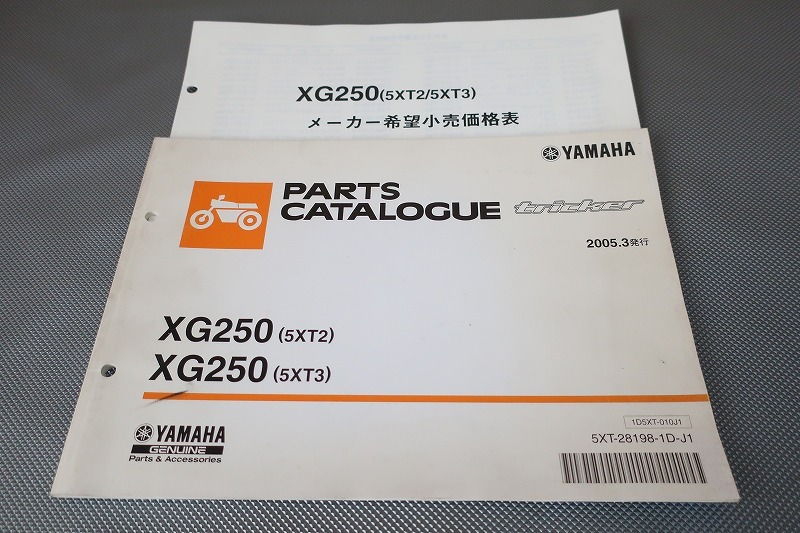 XG250(5XT2/5XT3)
メーカー希望小売価格表
YAMAHA
PARTS
CATALOGUE tricker
2005.3発行
XG250 (5XT2)
XG250 (5XT3)
1D5XT-010J1
YAMAHA
GENUINE
Parts & Accessories
5XT-28198-1D-J1